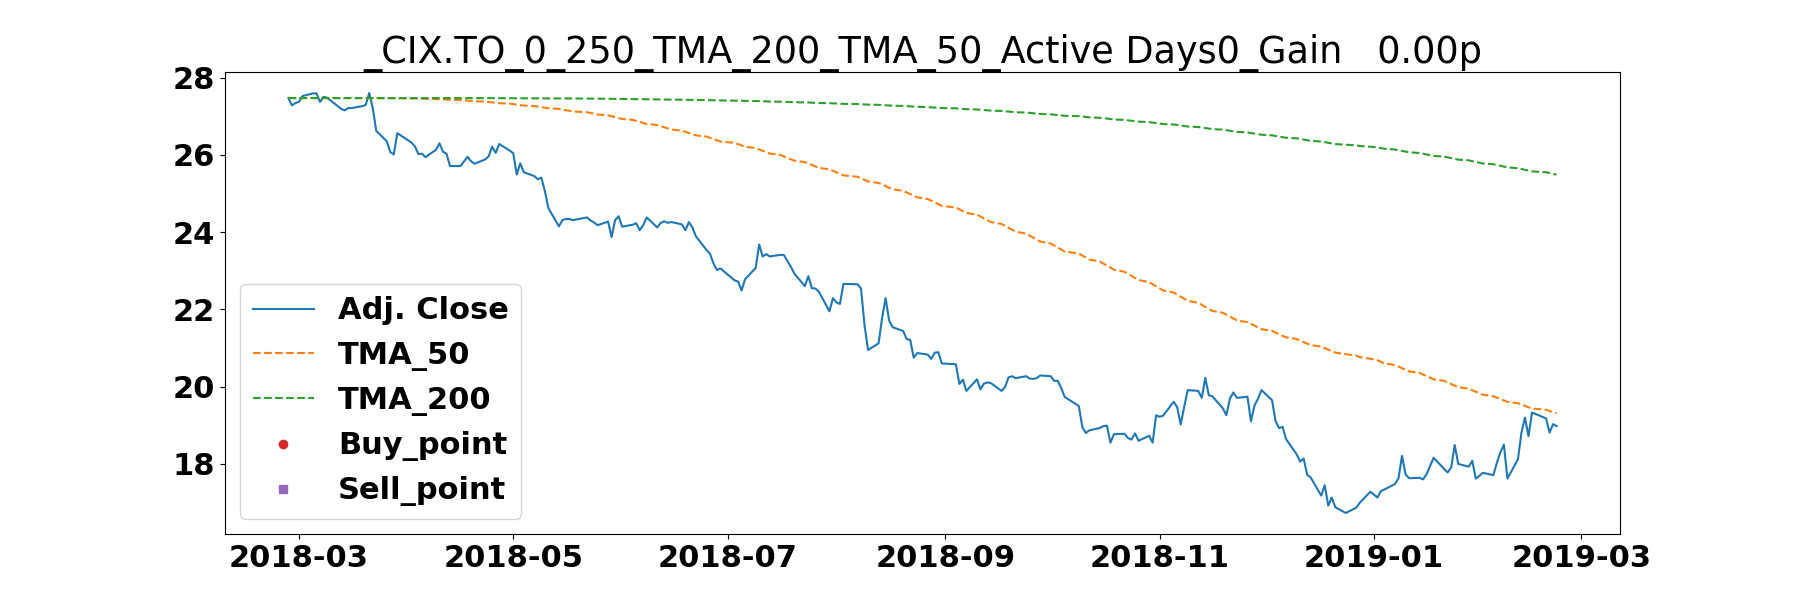 _CIX.TO_0_250_TMA_200_TMA_50_Active Days0_Gain   0.00p
28
26
24
22
20
18
Adj. Close
TMA_50
TMA_200
Buy_point
Sell_point
2018-03 2018-05 2018-07 2018-09 2018-11 2019-01 2019-03